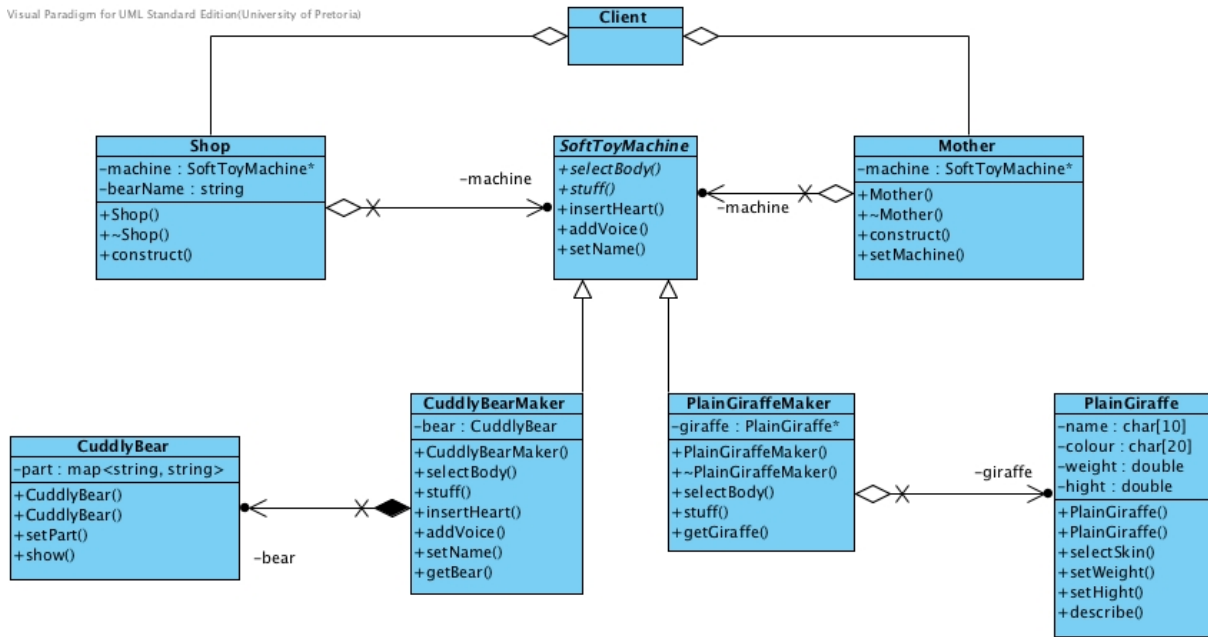 Visual Paradigm for UML Standard Edition(University of Pretoria)
Client
Shop
-machine : SoftToyMachine*
-bearName : string
+Shop()
+~Shop()
+construct()
-machine
SoftToyMachine
+selectBody()
+stuff()
+insertHeart()
+addVoice()
+setName()
-machine
Mother
-machine : SoftToyMachine*
+Mother()
+~Mother()
+construct()
+setMachine()
CuddlyBear
-part : map<string, string>
+CuddlyBear()
+CuddlyBear()
+setPart()
+show()
-bear
CuddlyBearMaker
-bear : CuddlyBear
+CuddlyBearMaker()
+selectBody()
+stuff()
+insertHeart()
+addVoice()
+setName()
+getBear()
PlainGiraffeMaker
-giraffe : PlainGiraffe*
+PlainGiraffeMaker()
+~PlainGiraffeMaker()
+selectBody()
+stuff()
+getGiraffe()
-giraffe
PlainGiraffe
-name : char[10]
-colour : char[20]
-weight : double
-hight : double
+PlainGiraffe()
+PlainGiraffe()
+selectSkin()
+setWeight()
+setHight()
+describe()